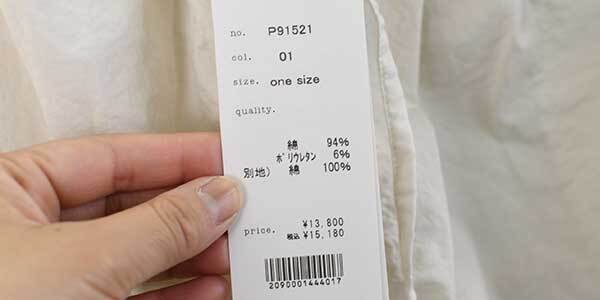 no. P91521
col. 01
size. one size
quality.
綿 94%
ポリウレタン 6%
別地) 綿 100%
price. ¥13,800
税込 ¥15,180
2090001444017